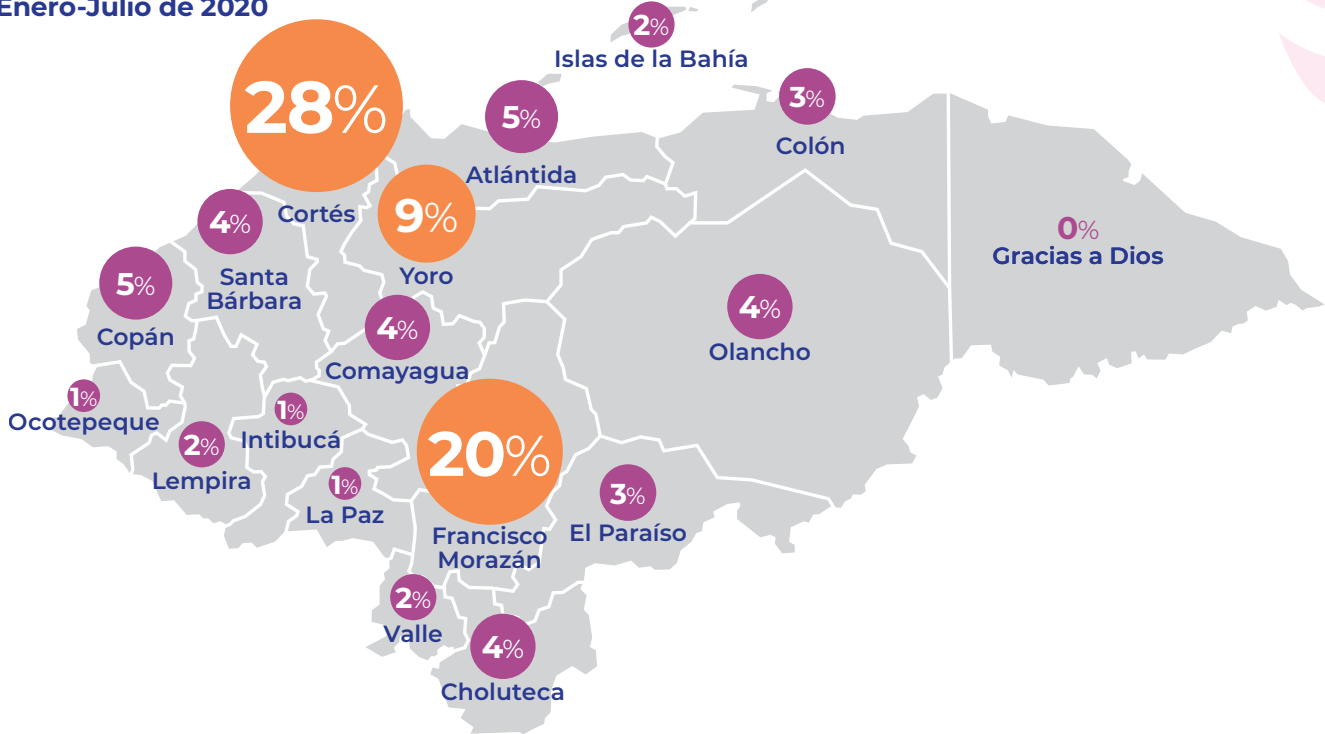 Enero-Julio de 2020
2%
Islas de la Bahía
28%
Cortés
5%
Atlántida
3%
Colón
4%
Santa
Bárbara
9%
Yoro
0%
Gracias a Dios
5%
Copán
4%
Comayagua
4%
Olancho
1%
Ocotepeque
1%
Intibucá
2%
Lempira
20%
Francisco
Morazán
1%
La Paz
3%
El Paraíso
2%
Valle
4%
Choluteca